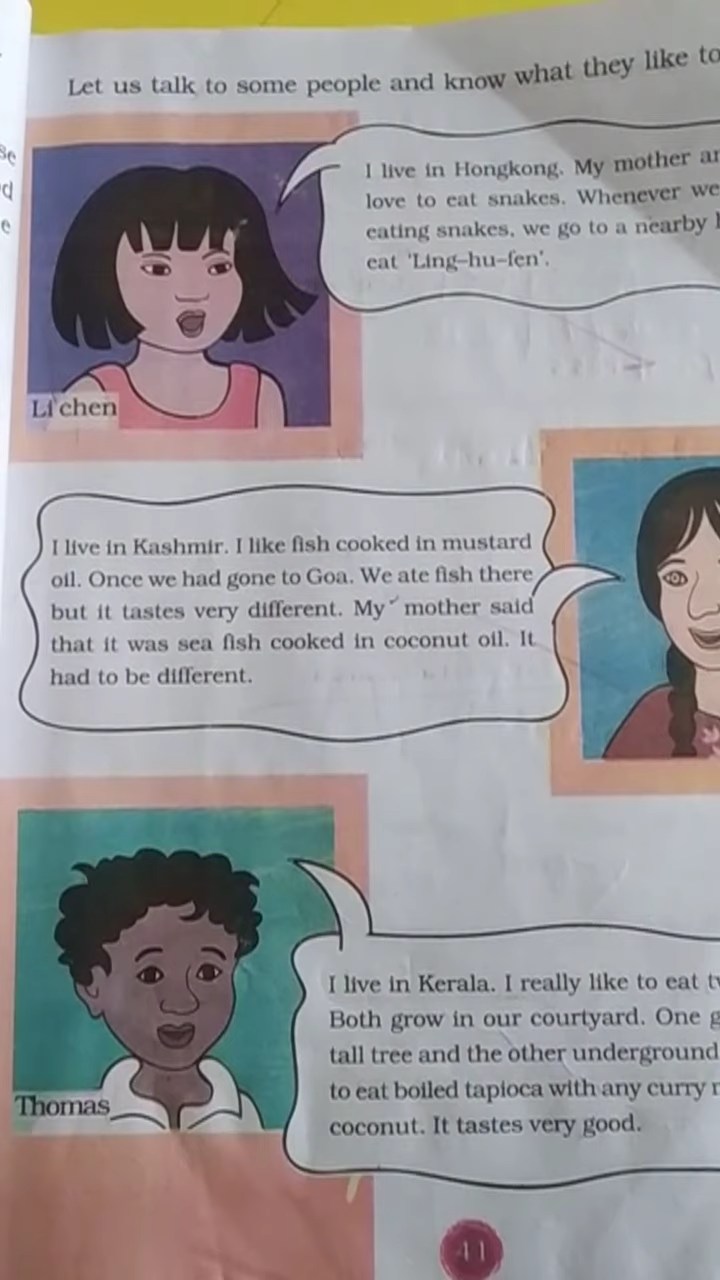 se
d
e
Let us talk to some people and know what they like to
I live in Hongkong. My mother
love to eat snakes. Whenever we
eating snakes, we go to a nearby
eat 'Ling–hu–fen'.
Li chen
I live in Kashmir. I like fish cooked in mustard
oil. Once we had gone to Goa. We ate fish there
but it tastes very different. My mother said
that it was sea fish cooked in coconut oil. It
had to be different.
I live in Kerala. I really like to eat
Both grow in our courtyard. One
tall tree and the other underground
to eat boiled tapioca with any curry
coconut. It tastes very good.
Thomas
41